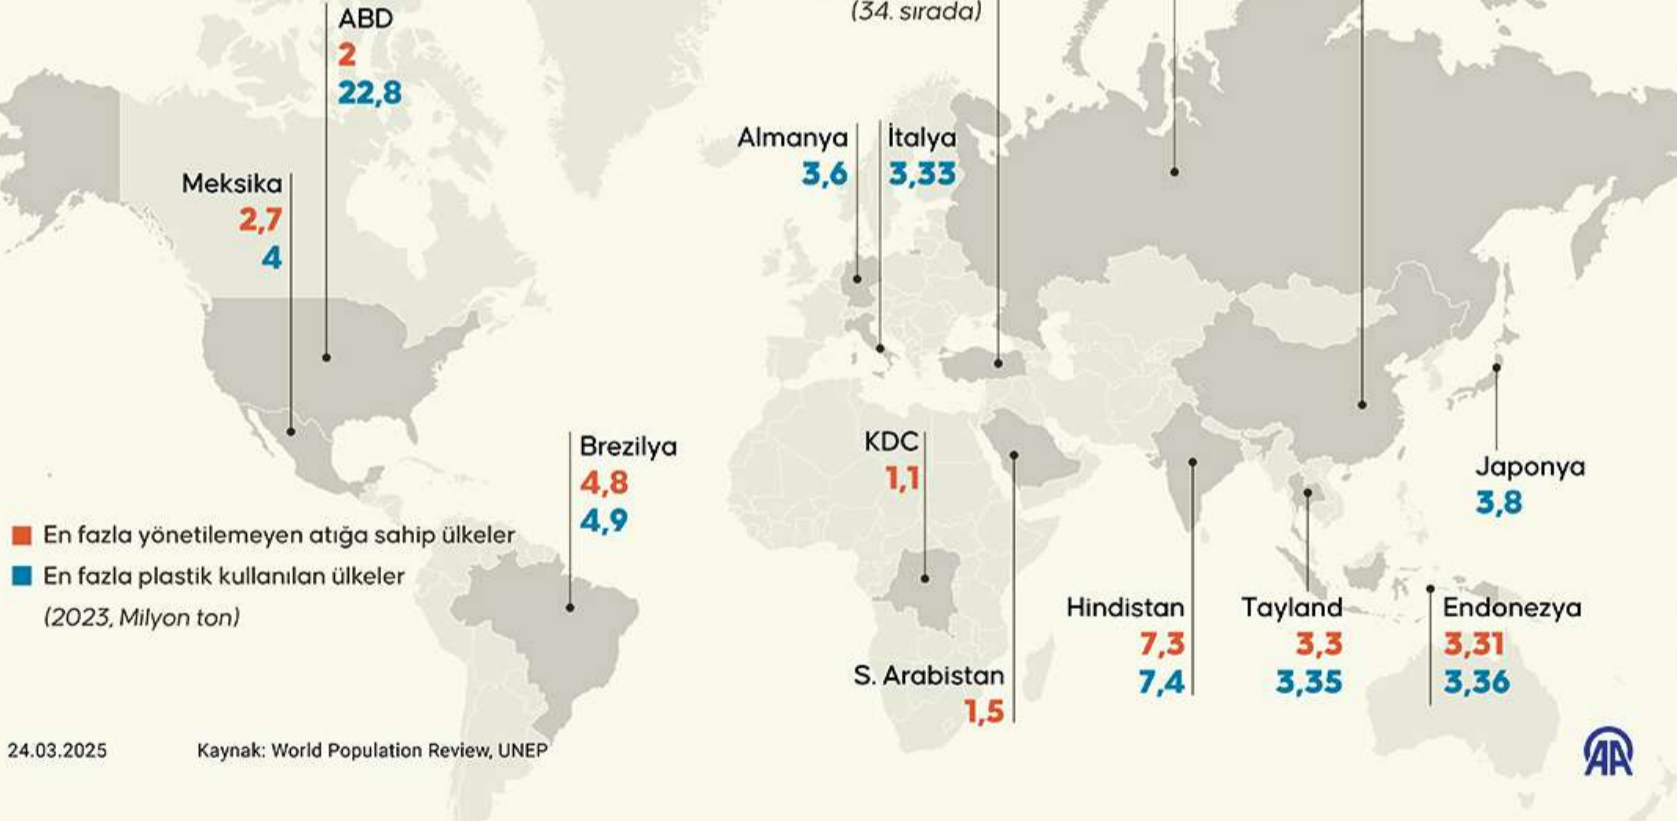 ABD
2
22,8
(34. sırada)
Almanya
3,6
İtalya
3,33
Meksika
2,7
4
Brezilya
4,8
4,9
KDC
1,1
Japonya
3,8
En fazla yönetilemeyen atığa sahip ülkeler
En fazla plastik kullanılan ülkeler
(2023, Milyon ton)
Hindistan
7,3
7,4
Tayland
3,3
3,35
Endonezya
3,31
3,36
S. Arabistan
1,5
24.03.2025
Kaynak: World Population Review, UNEP
AA